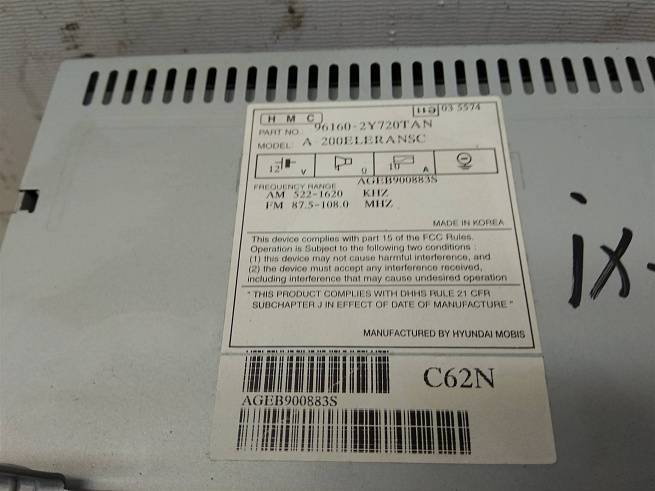 H M C
e13 03 5574
PART NO. 96160-2Y720TAN
MODEL A 200ELERANSC
12 V
10 A
AGEB900883S
FREQUENCY RANGE
AM 522-1620 KHZ
FM 87.5-108.0 MHZ
MADE IN KOREA
This device complies with part 15 of the FCC Rules.
Operation is Subject to the following two conditions :
(1) this device may not cause harmful interference, and
(2) the device must accept any interference received,
including interference that may cause undesired operation
" THIS PRODUCT COMPLIES WITH DHHS RULE 21 CFR
SUBCHAPTER J IN EFFECT OF DATE OF MANUFACTURE "
MANUFACTURED BY HYUNDAI MOBIS
C62N
AGEB900883S
ix